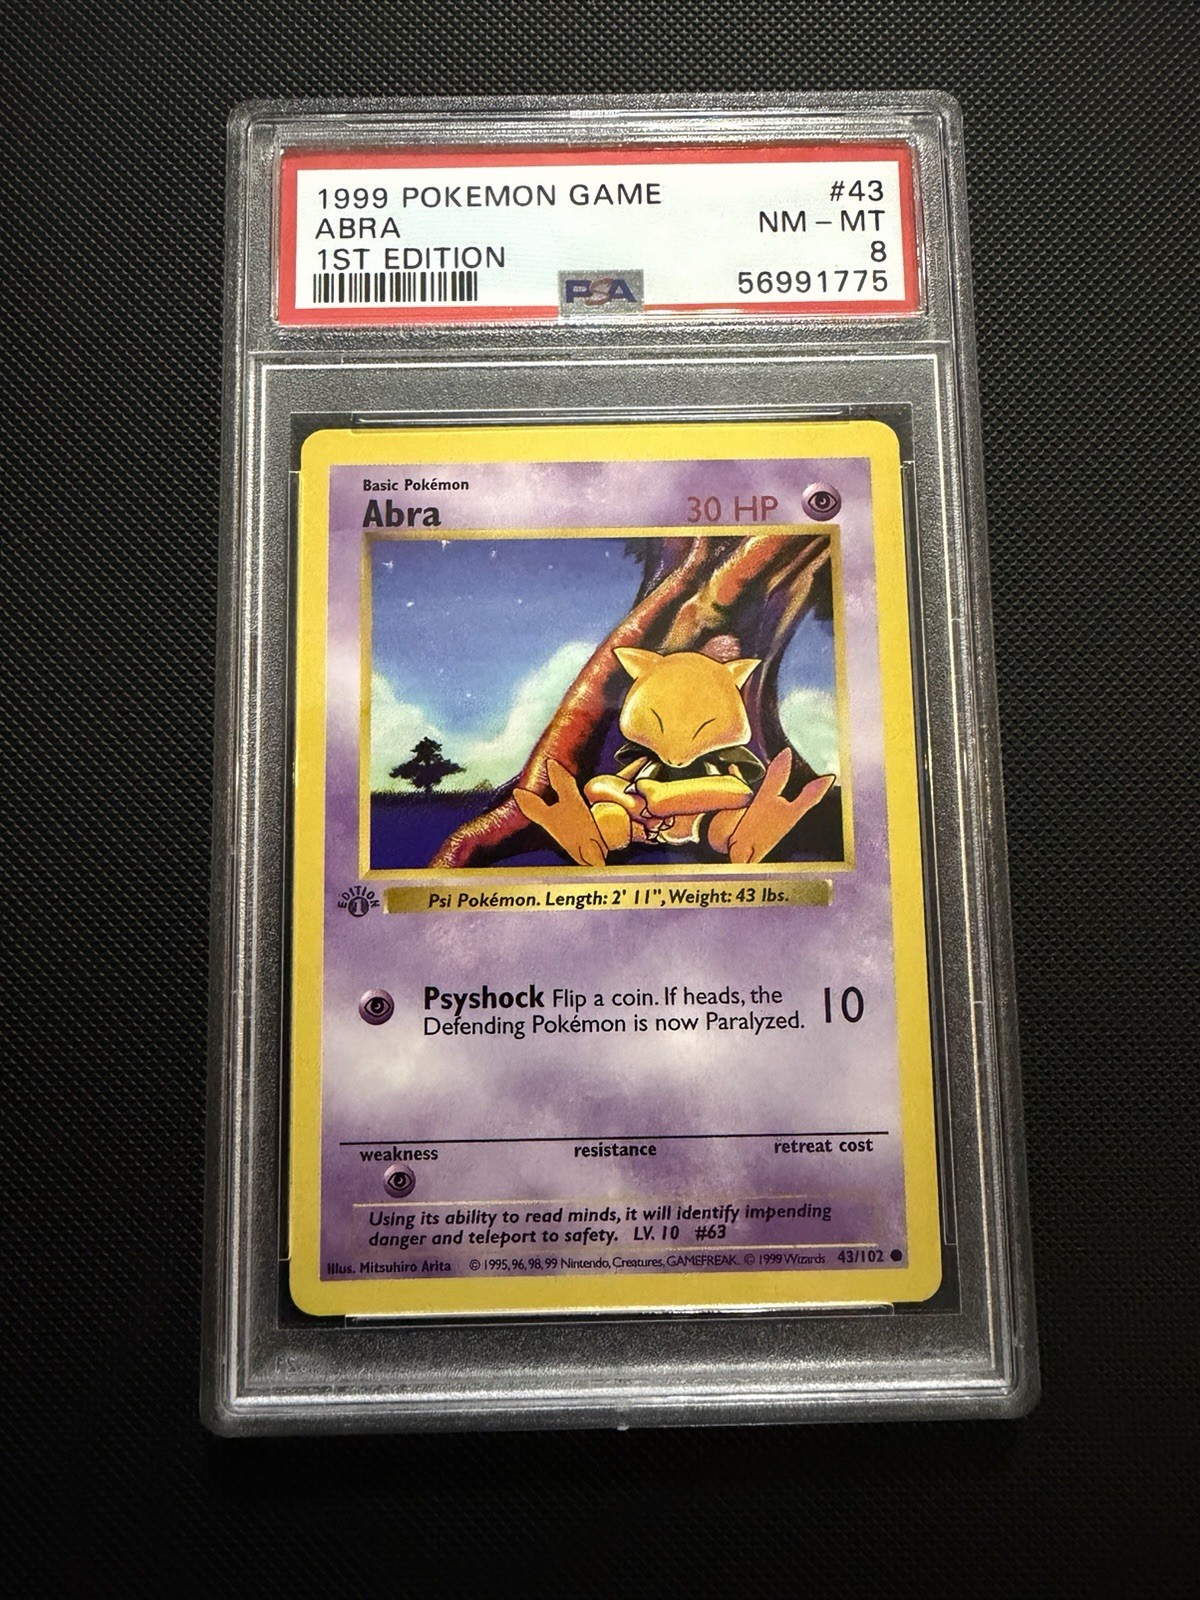 1999 POKEMON GAME #43
ABRA NM - MT
1ST EDITION 8
PSA 56991775
Basic Pokémon
Abra 30 HP
EDITION 1
Psi Pokémon. Length: 2' 11", Weight: 43 lbs.
Psyshock Flip a coin. If heads, the
Defending Pokémon is now Paralyzed. 10
weakness resistance retreat cost
Using its ability to read minds, it will identify impending
danger and teleport to safety. LV. 10 #63
Illus. Mitsuhiro Arita © 1995, 96, 98, 99 Nintendo, Creatures, GAMEFREAK. © 1999 Wizards 43/102